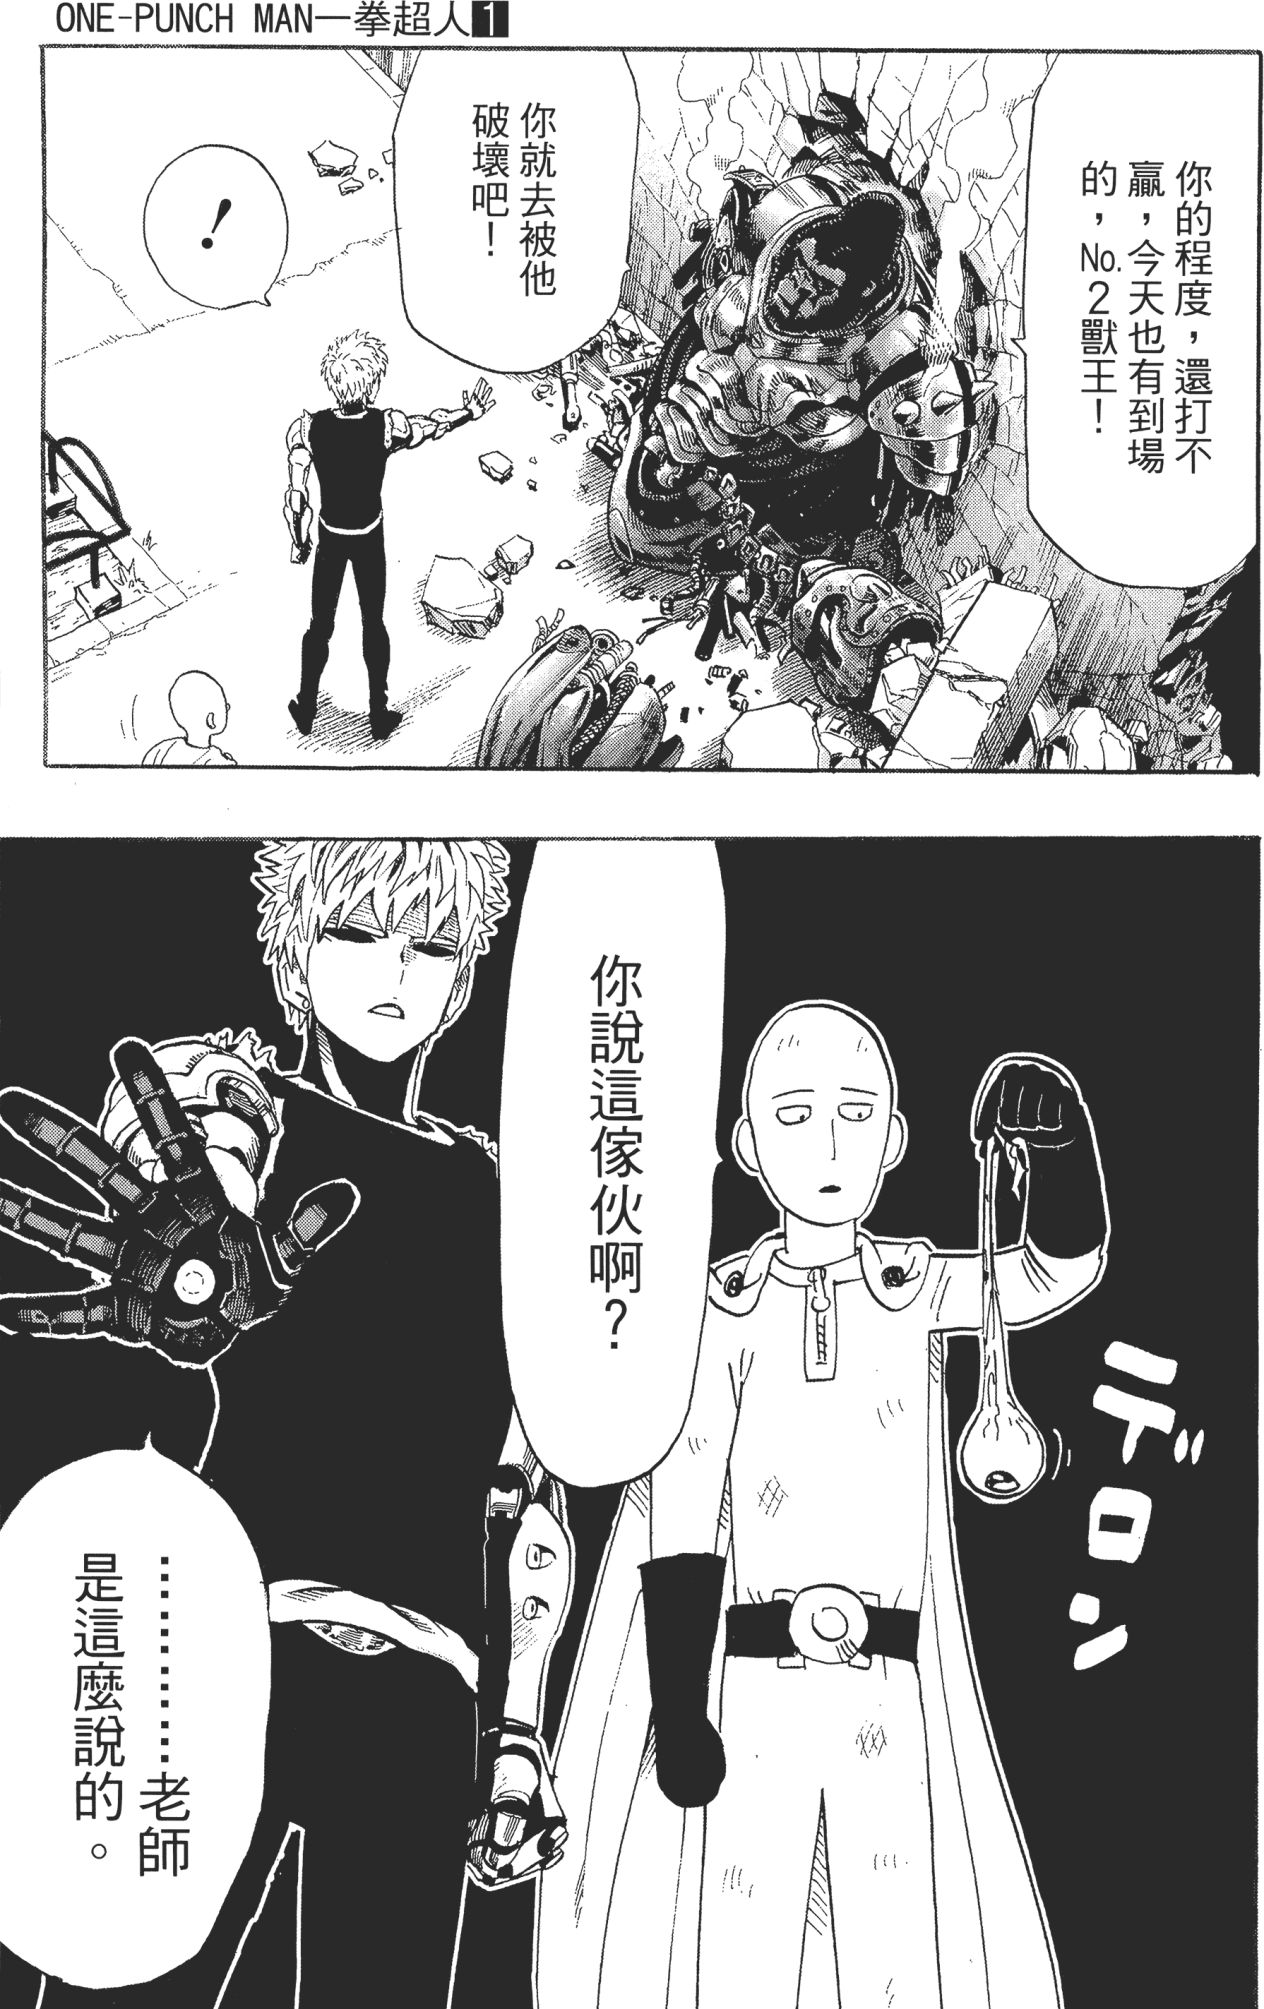 ONE-PUNCH MAN一拳超人1
你的程度，還打不
贏，今天也有到場
的，No.2獸王！
你就去被他
破壞吧！
！
你說這傢伙啊？
デロン
…………老師
是這麼說的。